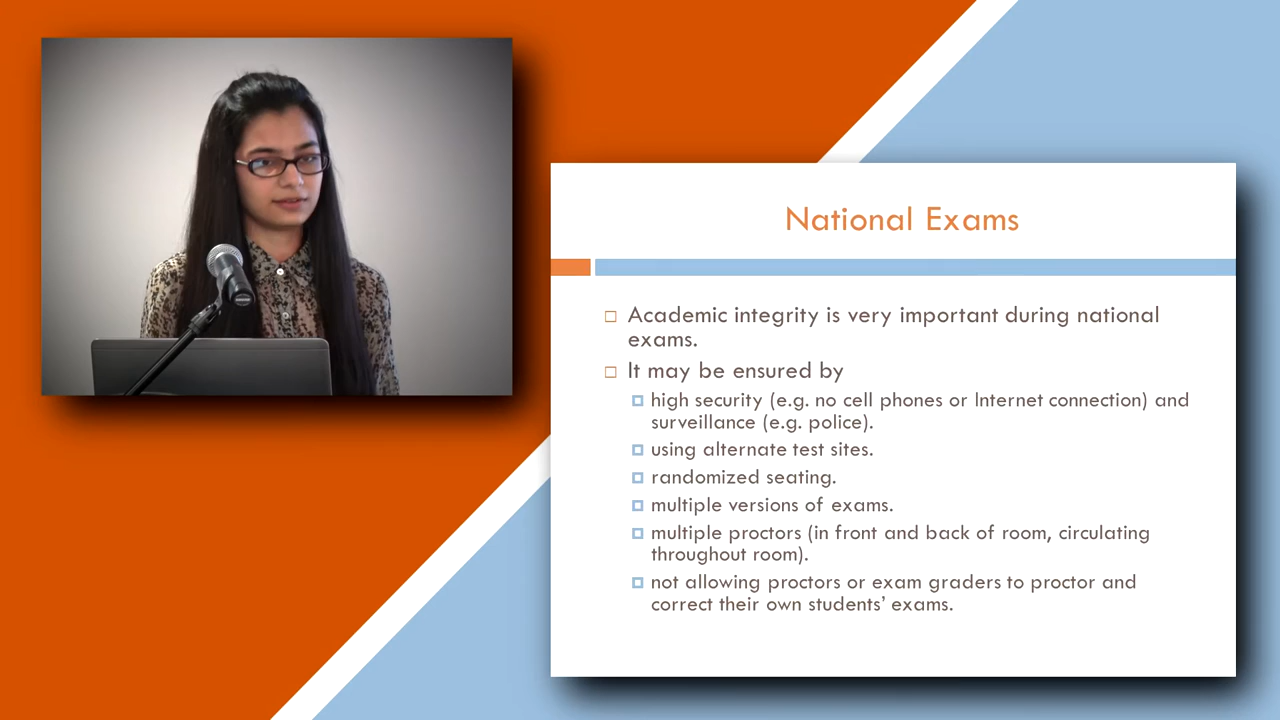 National Exams
Academic integrity is very important during national
exams.
It may be ensured by
high security (e.g. no cell phones or Internet connection) and
surveillance (e.g. police).
using alternate test sites.
randomized seating.
multiple versions of exams.
multiple proctors (in front and back of room, circulating
throughout room).
not allowing proctors or exam graders to proctor and
correct their own students’ exams.